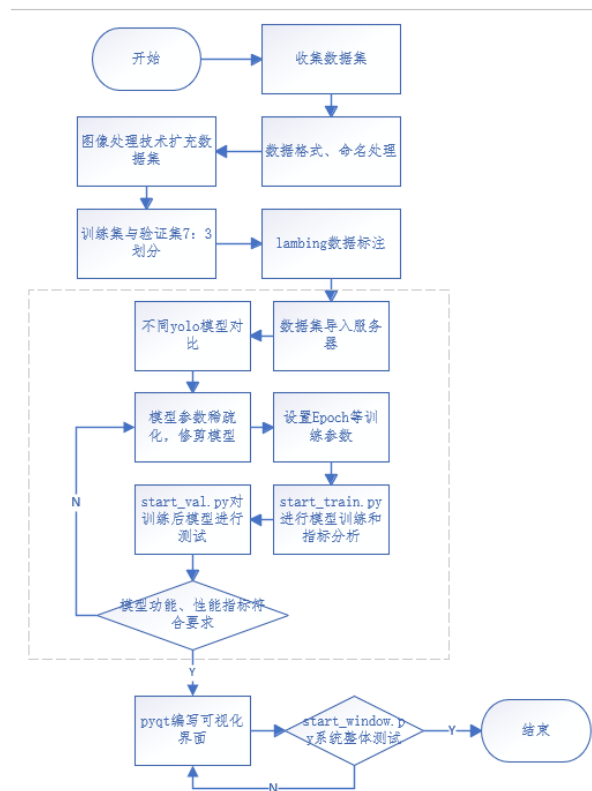 开始
收集数据集
图像处理技术扩充数
据集
数据格式、命名处理
训练集与验证集7：3
划分
lambing数据标注
不同yolo模型对
比
数据集导入服务
器
模型参数稀疏
化，修剪模型
设置Epoch等训
练参数
N
start_val.py对
训练后模型进行
测试
start_train.py
进行模型训练和
指标分析
模型功能、性能指标符
合要求
Y
pyqt编写可视化
界面
start_window.p
y系统整体测试
Y
结束
N